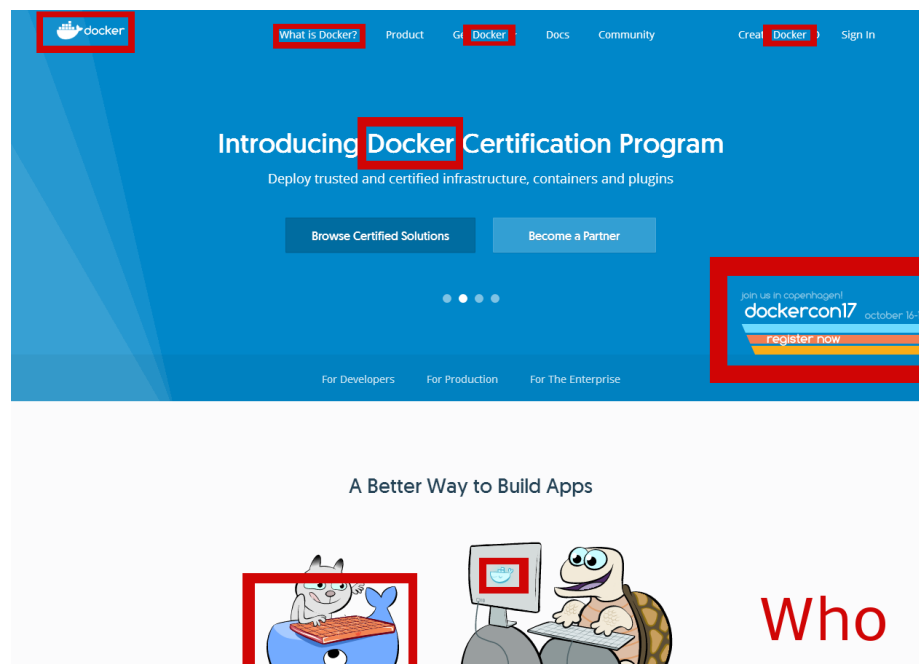 docker
What is Docker? Product Docker Docs Community Docker Sign In
Introducing Docker Certification Program
Deploy trusted and certified infrastructure, containers and plugins
Browse Certified Solutions Become a Partner
join us in copenhagen!
dockercon17 october 16-
register now
For Developers For Production For The Enterprise
A Better Way to Build Apps
Who